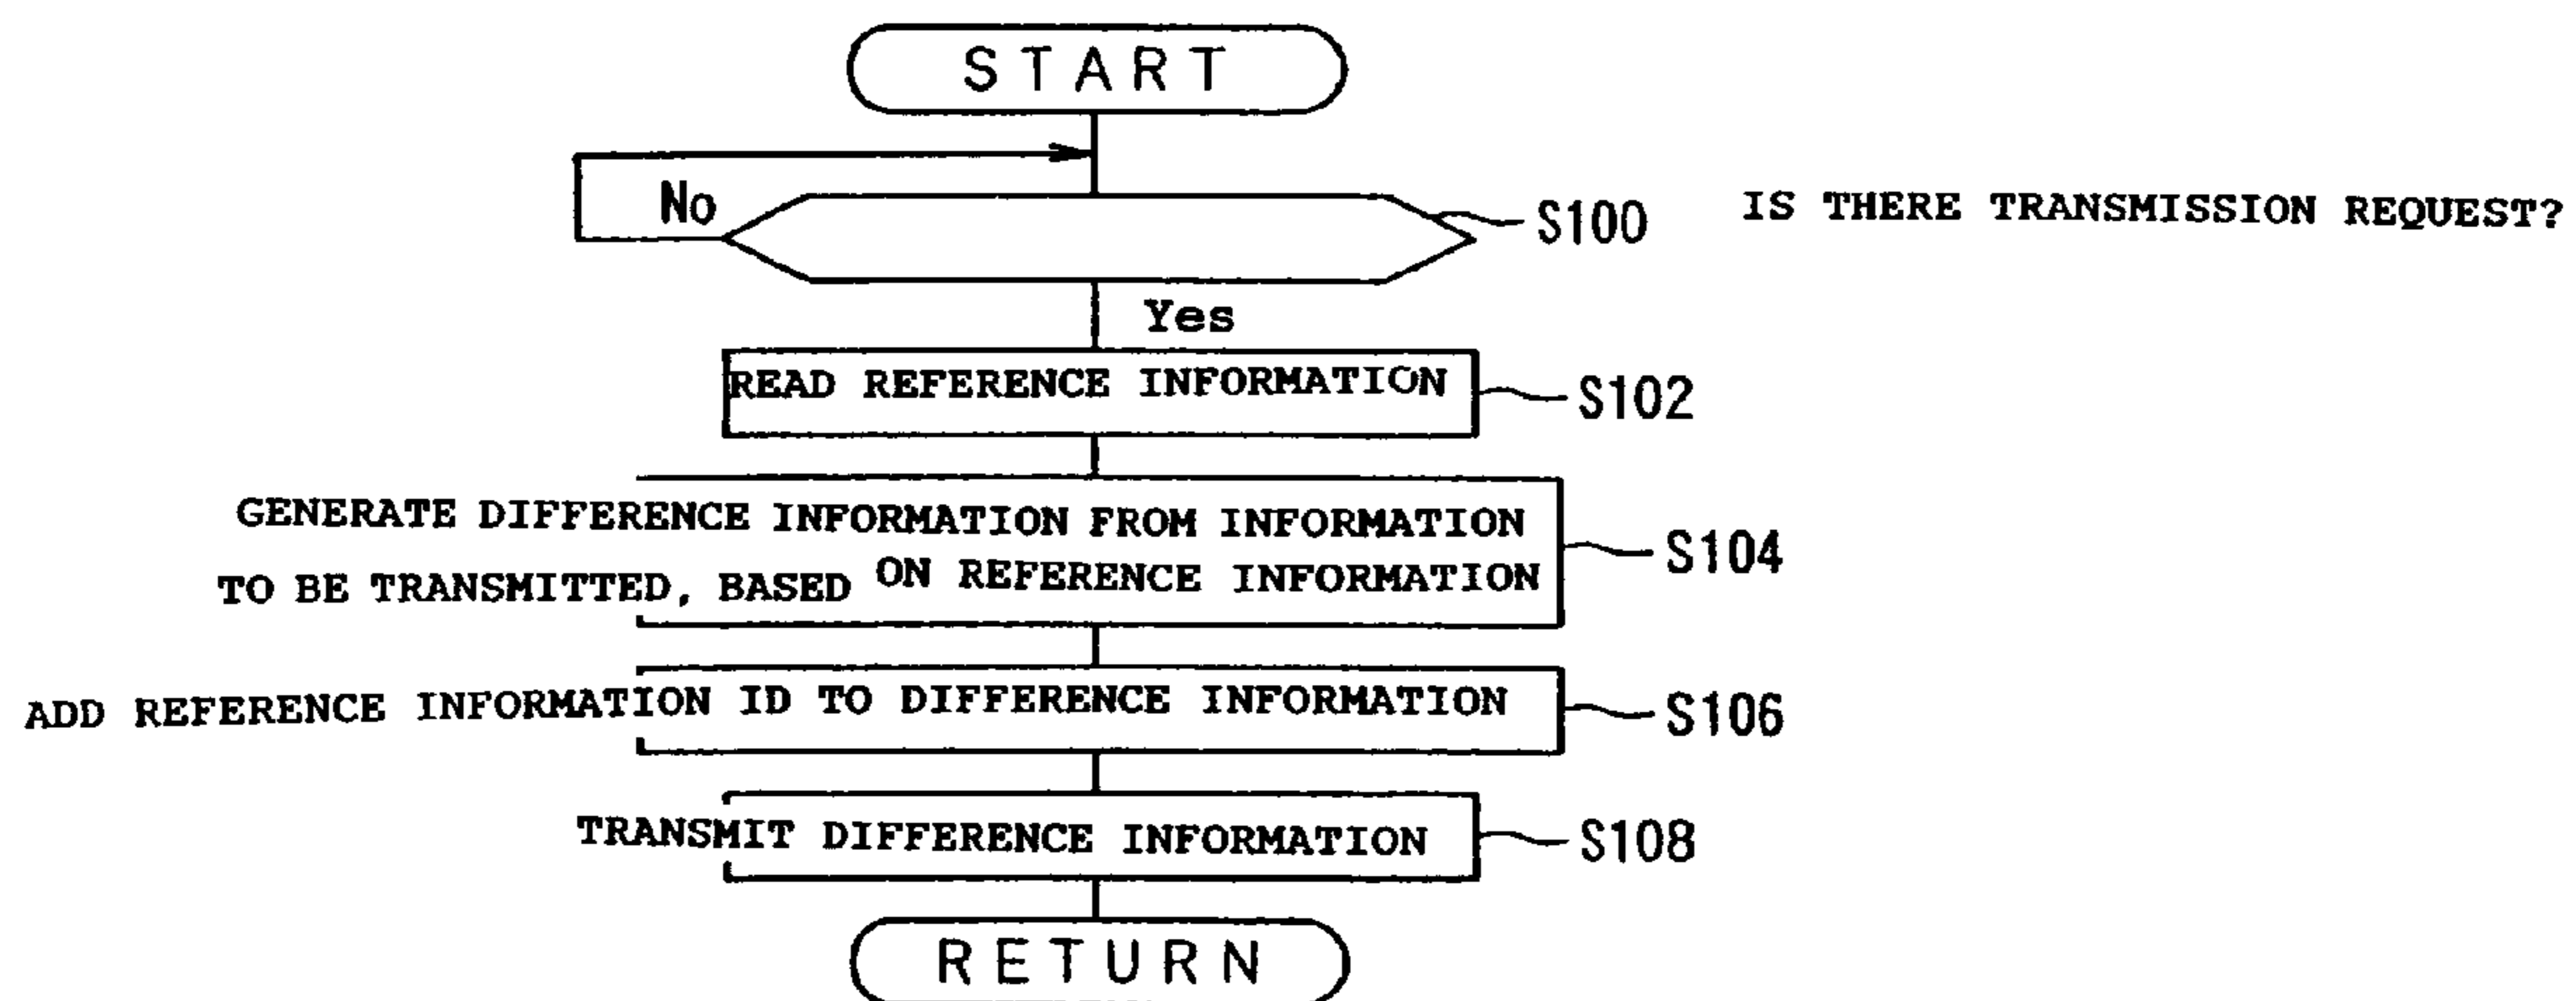 START
No
S100
IS THERE TRANSMISSION REQUEST?
Yes
READ REFERENCE INFORMATION
S102
GENERATE DIFFERENCE INFORMATION FROM INFORMATION
TO BE TRANSMITTED, BASED ON REFERENCE INFORMATION
S104
ADD REFERENCE INFORMATION ID TO DIFFERENCE INFORMATION
S106
TRANSMIT DIFFERENCE INFORMATION
S108
RETURN